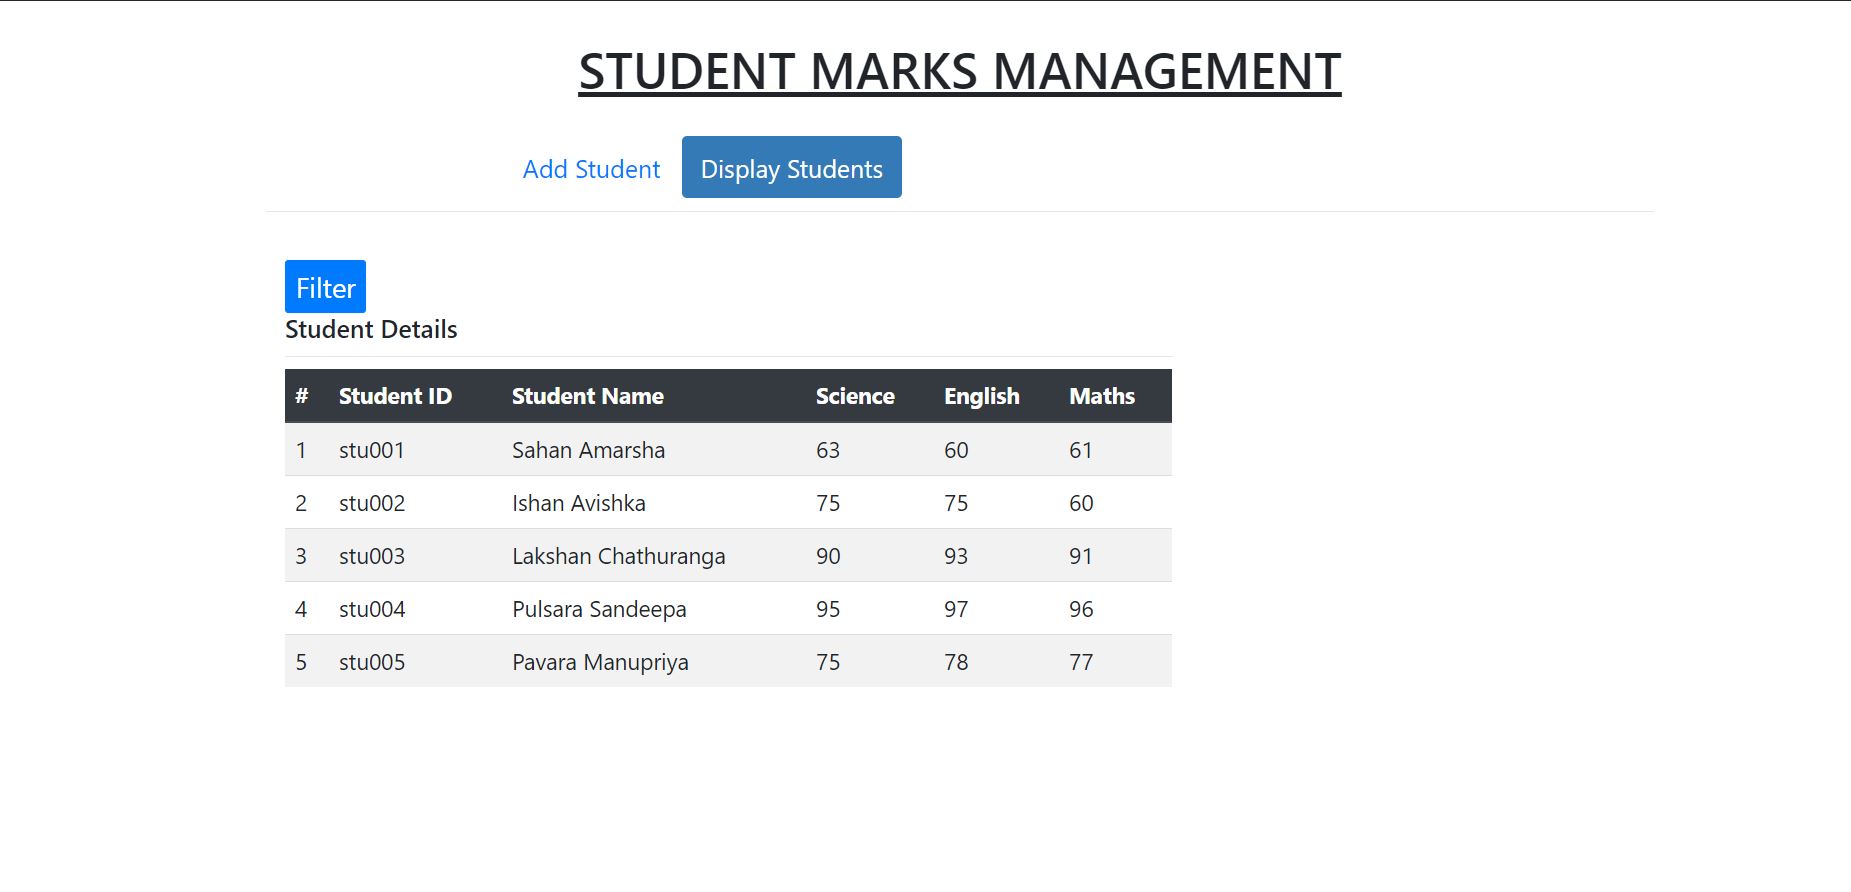 STUDENT MARKS MANAGEMENT
Add Student Display Students
Filter
Student Details
# Student ID Student Name Science English Maths
1 stu001 Sahan Amarsha 63 60 61
2 stu002 Ishan Avishka 75 75 60
3 stu003 Lakshan Chathuranga 90 93 91
4 stu004 Pulsara Sandeepa 95 97 96
5 stu005 Pavara Manupriya 75 78 77